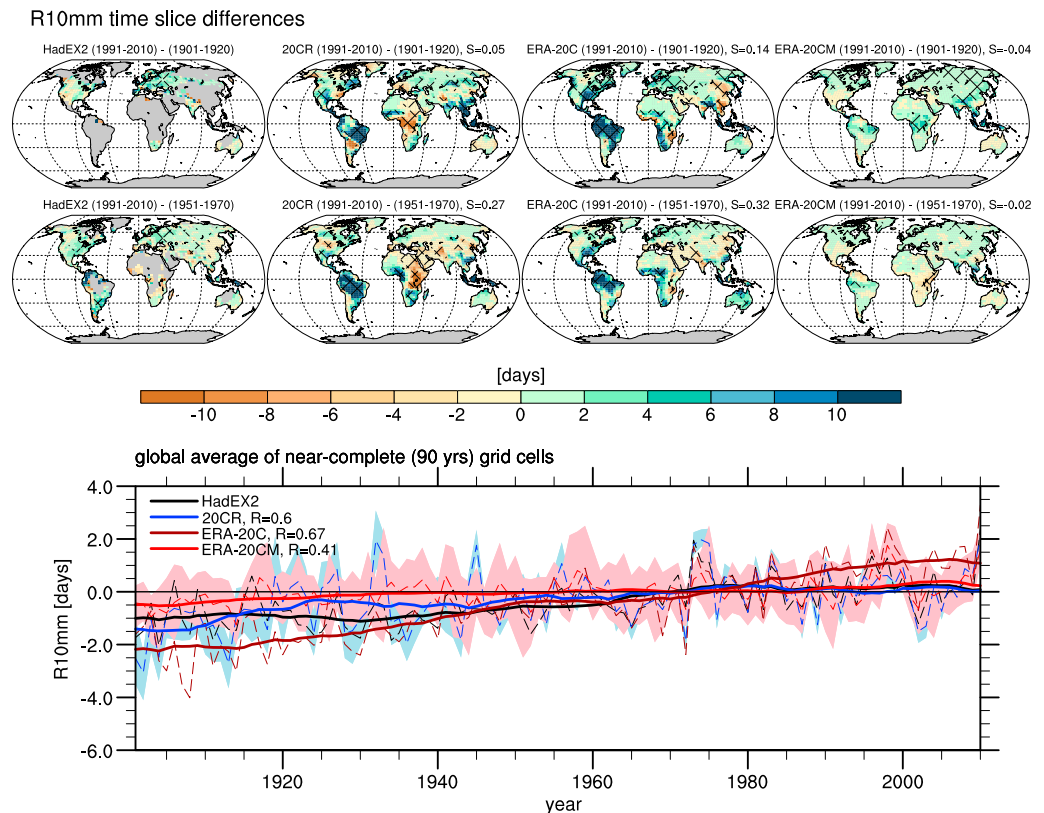 R10mm time slice differences
HadEX2 (1991-2010) - (1901-1920)
20CR (1991-2010) - (1901-1920), S=0.05
ERA-20C (1991-2010) - (1901-1920), S=0.14
ERA-20CM (1991-2010) - (1901-1920), S=-0.04
HadEX2 (1991-2010) - (1951-1970)
20CR (1991-2010) - (1951-1970), S=0.27
ERA-20C (1991-2010) - (1951-1970), S=0.32
ERA-20CM (1991-2010) - (1951-1970), S=-0.02
[days]
-10 -8 -6 -4 -2 0 2 4 6 8 10
global average of near-complete (90 yrs) grid cells
HadEX2
20CR, R=0.6
ERA-20C, R=0.67
ERA-20CM, R=0.41
R10mm [days]
4.0
2.0
0.0
-2.0
-4.0
-6.0
1920 1940 1960 1980 2000
year